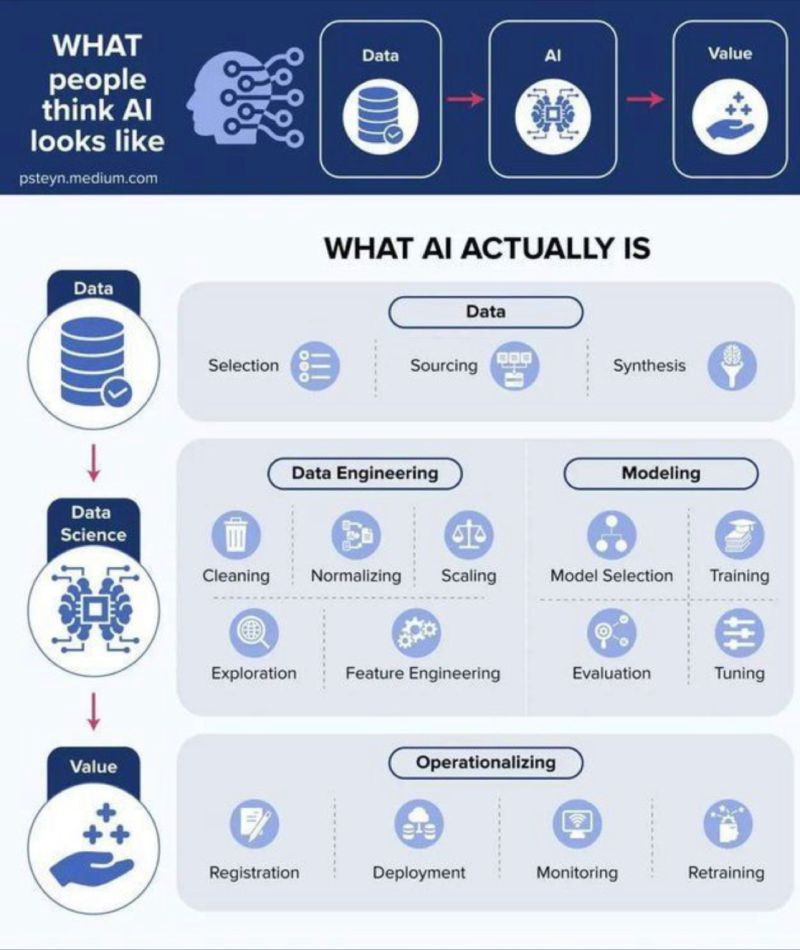 WHAT
people
think AI
looks like
psteyn.medium.com
Data
AI
Value
WHAT AI ACTUALLY IS
Data
Data
Selection
Sourcing
Synthesis
Data
Science
Data Engineering
Cleaning
Normalizing
Scaling
Exploration
Feature Engineering
Modeling
Model Selection
Training
Evaluation
Tuning
Value
Operationalizing
Registration
Deployment
Monitoring
Retraining